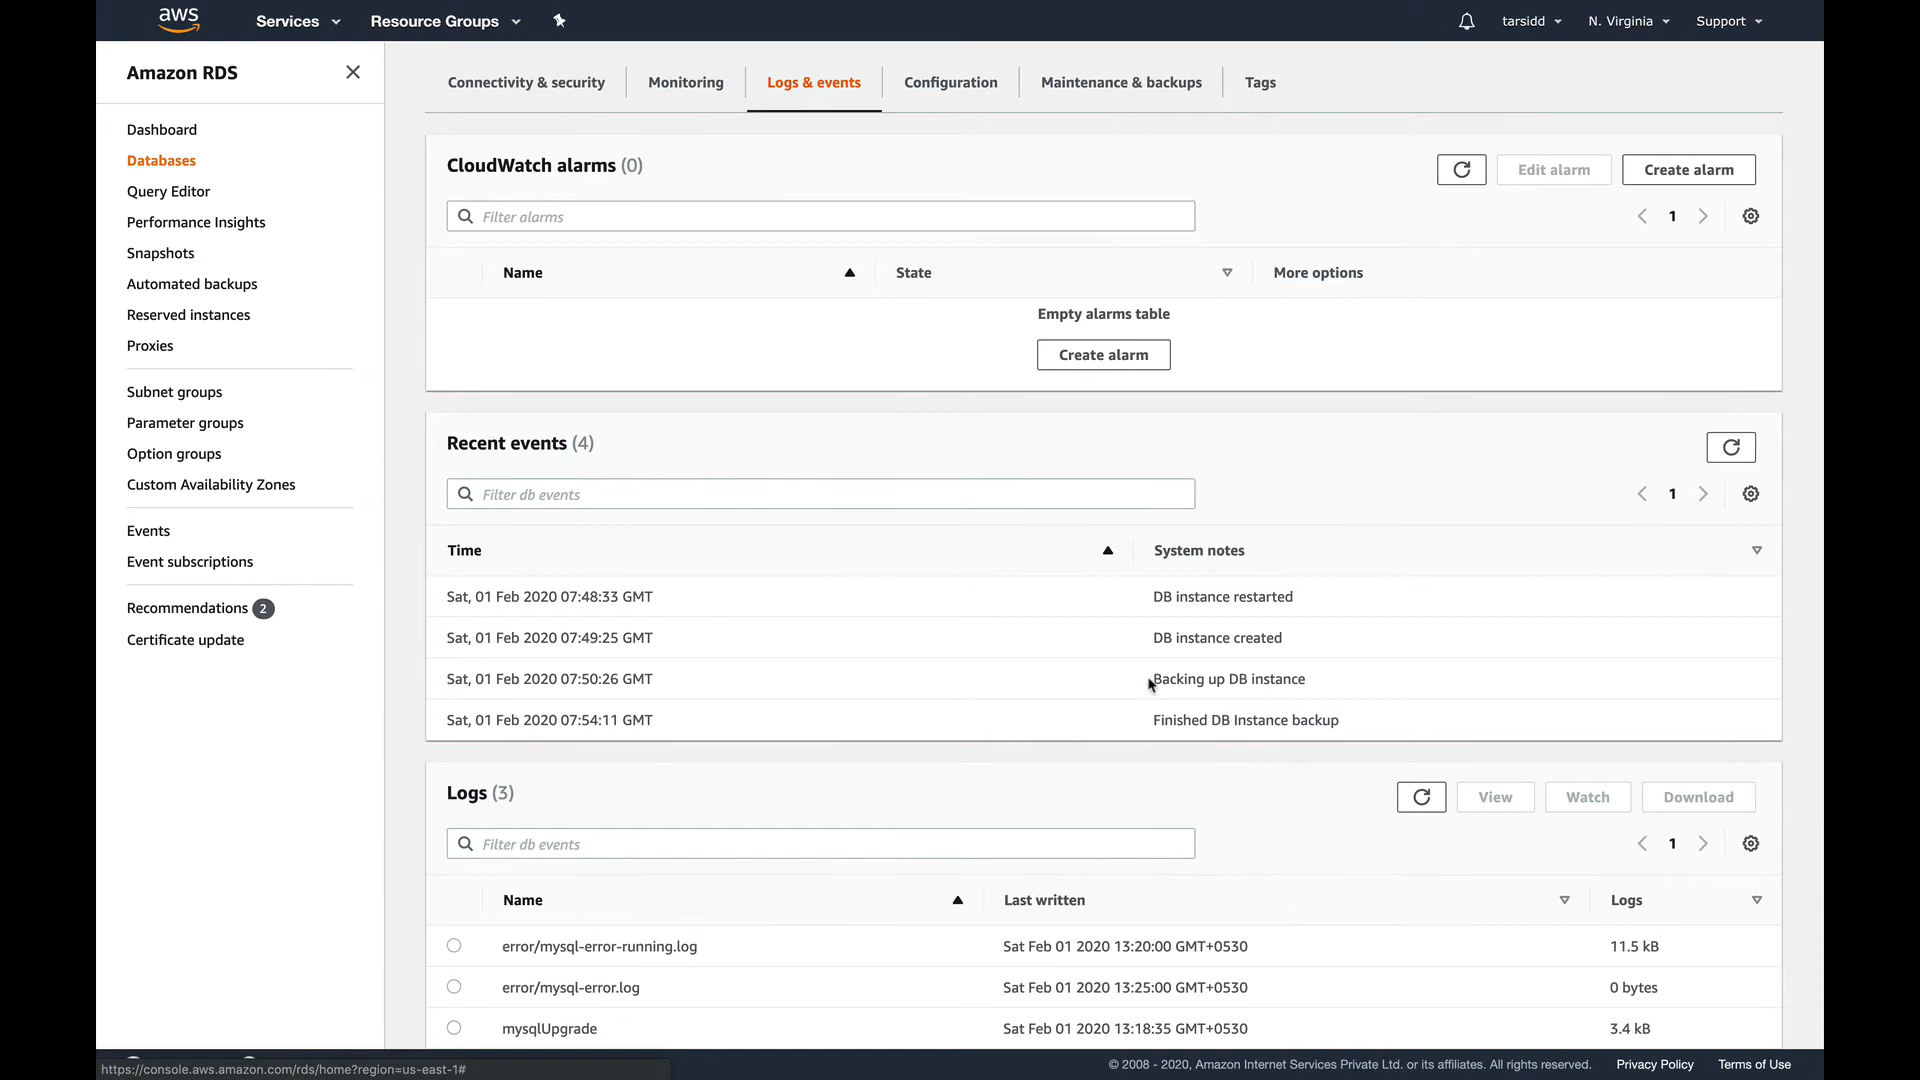 aws Services Resource Groups tarsidd N. Virginia Support
Amazon RDS
Dashboard
Databases
Query Editor
Performance Insights
Snapshots
Automated backups
Reserved instances
Proxies
Subnet groups
Parameter groups
Option groups
Custom Availability Zones
Events
Event subscriptions
Recommendations 2
Certificate update
Connectivity & security Monitoring Logs & events Configuration Maintenance & backups Tags
CloudWatch alarms (0)
Edit alarm Create alarm
Filter alarms
1
Name State More options
Empty alarms table
Create alarm
Recent events (4)
Filter db events
1
Time System notes
Sat, 01 Feb 2020 07:48:33 GMT DB instance restarted
Sat, 01 Feb 2020 07:49:25 GMT DB instance created
Sat, 01 Feb 2020 07:50:26 GMT Backing up DB instance
Sat, 01 Feb 2020 07:54:11 GMT Finished DB Instance backup
Logs (3)
View Watch Download
Filter db events
1
Name Last written Logs
error/mysql-error-running.log Sat Feb 01 2020 13:20:00 GMT+0530 11.5 kB
error/mysql-error.log Sat Feb 01 2020 13:25:00 GMT+0530 0 bytes
mysqlUpgrade Sat Feb 01 2020 13:18:35 GMT+0530 3.4 kB
https://console.aws.amazon.com/rds/home?region=us-east-1#
© 2008 - 2020, Amazon Internet Services Private Ltd. or its affiliates. All rights reserved. Privacy Policy Terms of Use